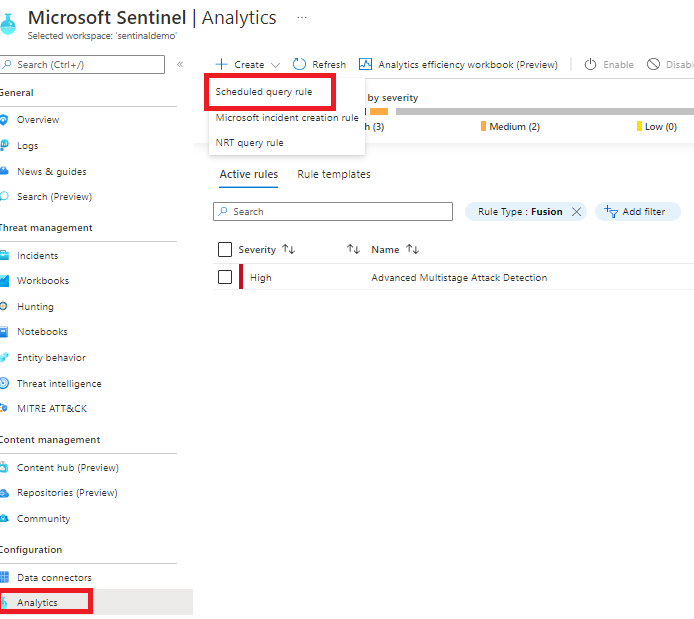 Microsoft Sentinel | Analytics ...
Selected workspace: 'sentinaldemo'
Search (Ctrl+/) «
General
Overview
Logs
News & guides
Search (Preview)
Threat management
Incidents
Workbooks
Hunting
Notebooks
Entity behavior
Threat intelligence
MITRE ATT&CK
Content management
Content hub (Preview)
Repositories (Preview)
Community
Configuration
Data connectors
Analytics
Create Refresh Analytics efficiency workbook (Preview) Enable Disab
Scheduled query rule
Microsoft incident creation rule
NRT query rule
by severity
h (3) Medium (2) Low (0)
Active rules Rule templates
Search Rule Type : Fusion Add filter
Severity Name
High Advanced Multistage Attack Detection